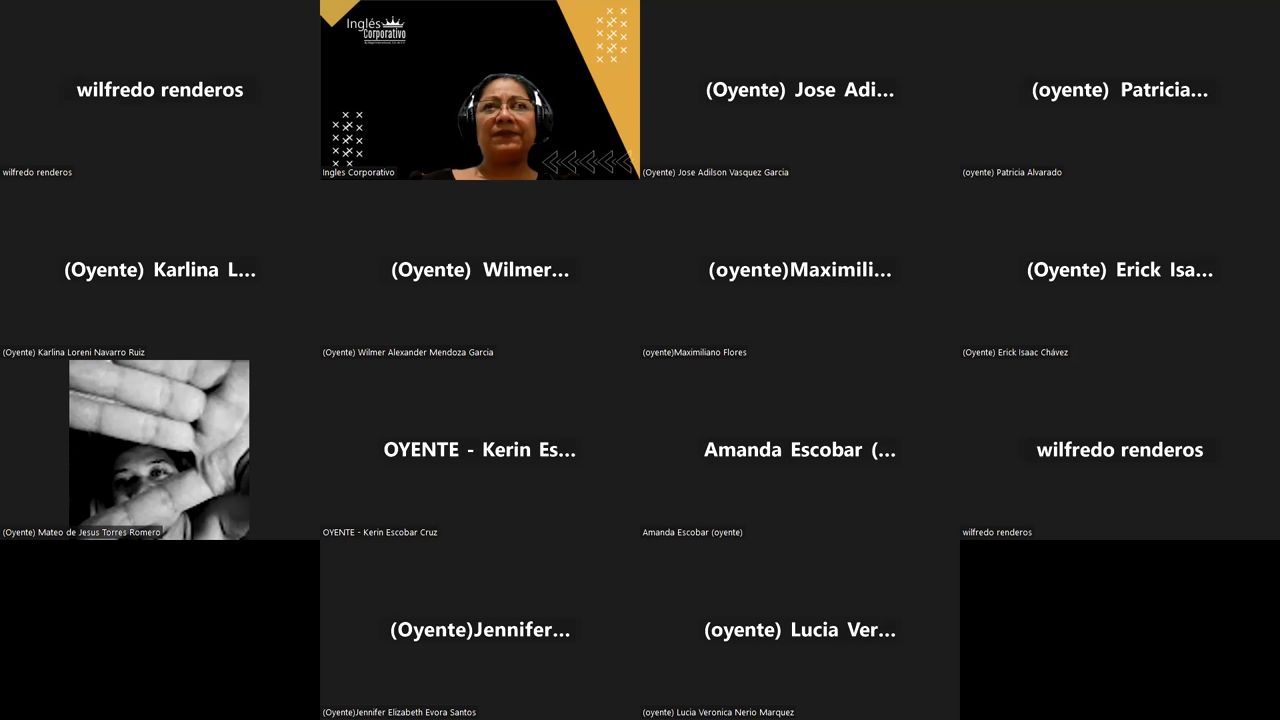 wilfredo renderos
wilfredo renderos
Inglés
Corporativo
Ingles Corporativo
(Oyente) Jose Adi...
(Oyente) Jose Adilson Vasquez Garcia
(oyente) Patricia...
(oyente) Patricia Alvarado
(Oyente) Karlina L...
(Oyente) Karlina Loreni Navarro Ruiz
(Oyente) Wilmer...
(Oyente) Wilmer Alexander Mendoza Garcia
(oyente)Maximili...
(oyente)Maximiliano Flores
(Oyente) Erick Isa...
(Oyente) Erick Isaac Chávez
(Oyente) Mateo de Jesus Torres Romero
OYENTE - Kerin Es...
OYENTE - Kerin Escobar Cruz
Amanda Escobar (...
Amanda Escobar (oyente)
wilfredo renderos
wilfredo renderos
(Oyente)Jennifer...
(Oyente)Jennifer Elizabeth Evora Santos
(oyente) Lucia Ver...
(oyente) Lucia Veronica Nerio Marquez